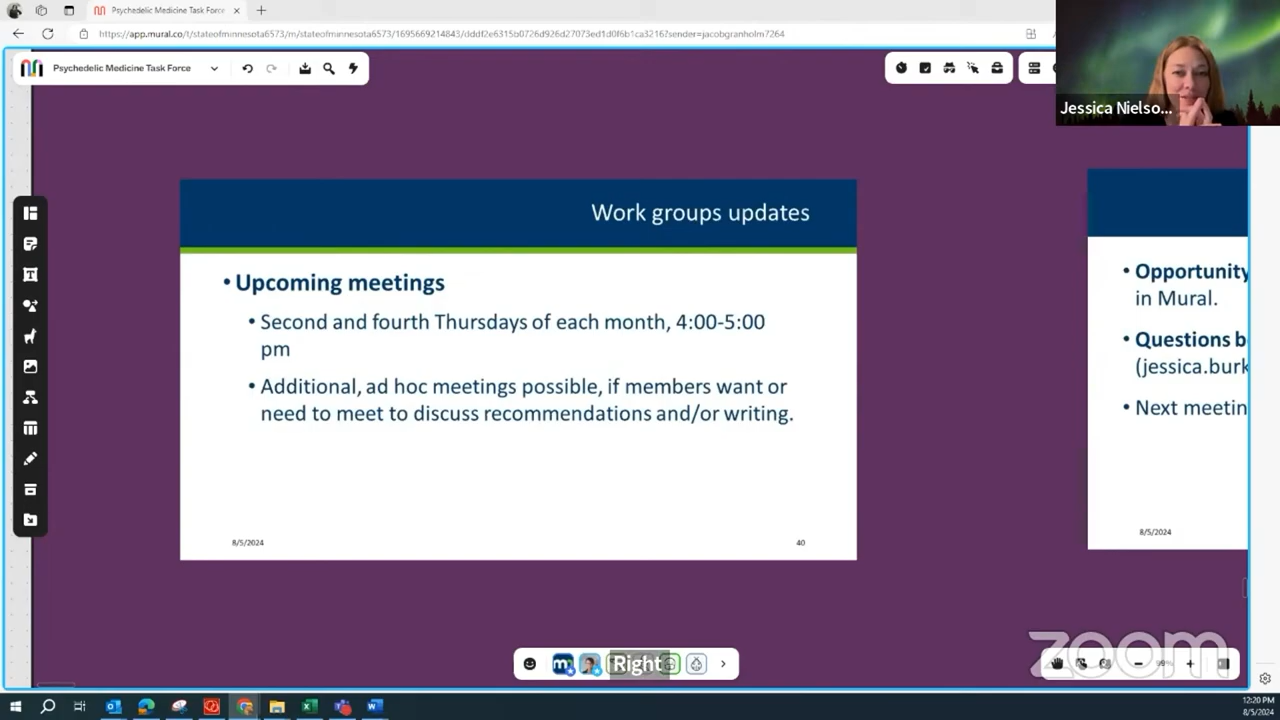 Psychedelic Medicine Task Force
https://app.mural.co/t/stateofminnesota6573/m/stateofminnesota6573/1695669214843/dddf2e6315b0726d926d27073ed1d0f6b1ca3216?sender=jacobgranholm7264
Psychedelic Medicine Task Force
Jessica Nielso...
Work groups updates
• Upcoming meetings
• Second and fourth Thursdays of each month, 4:00-5:00
pm
• Additional, ad hoc meetings possible, if members want or
need to meet to discuss recommendations and/or writing.
8/5/2024
40
• Opportunity
in Mural.
• Questions b
(jessica.burk
• Next meetin
8/5/2024
Right
zoom
12:20 PM
8/5/2024